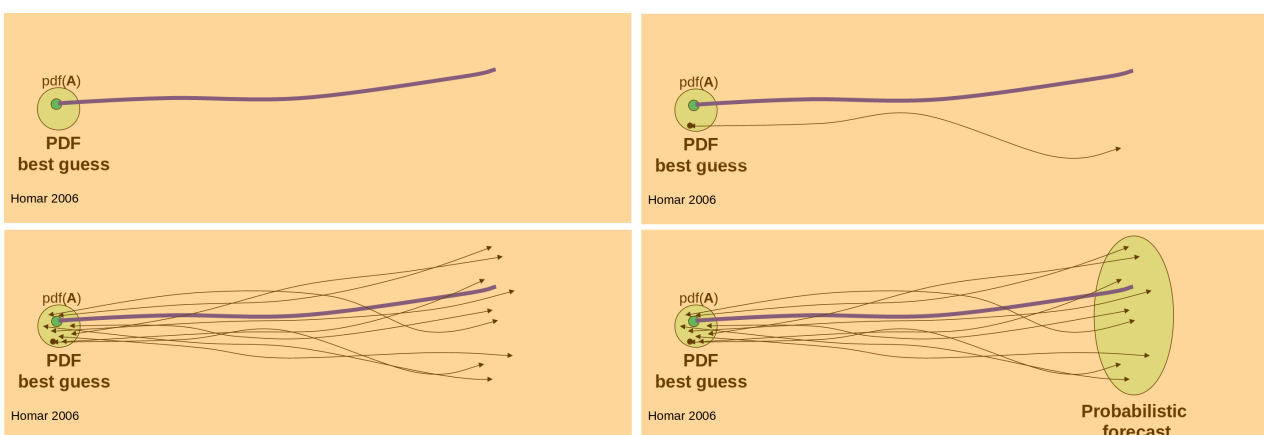 pdf(A)
PDF
best guess
Homar 2006
pdf(A)
PDF
best guess
Homar 2006
pdf(A)
PDF
best guess
Homar 2006
pdf(A)
PDF
best guess
Homar 2006
Probabilistic
forecast